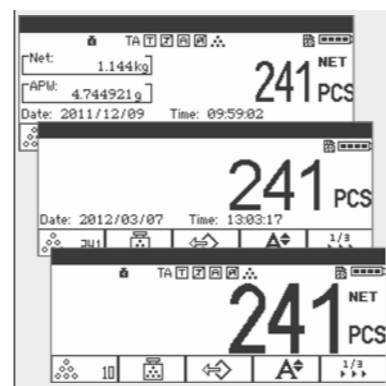 TA T Z A P
Net:
1.144kg
241 NET
PCS
APW:
4.744921g
Date: 2011/12/09 Time: 09:59:02
241 PCS
Date: 2012/03/07 Time: 13:03:17
241 A 1/3
TA T Z A P
241 NET
PCS
10 A 1/3